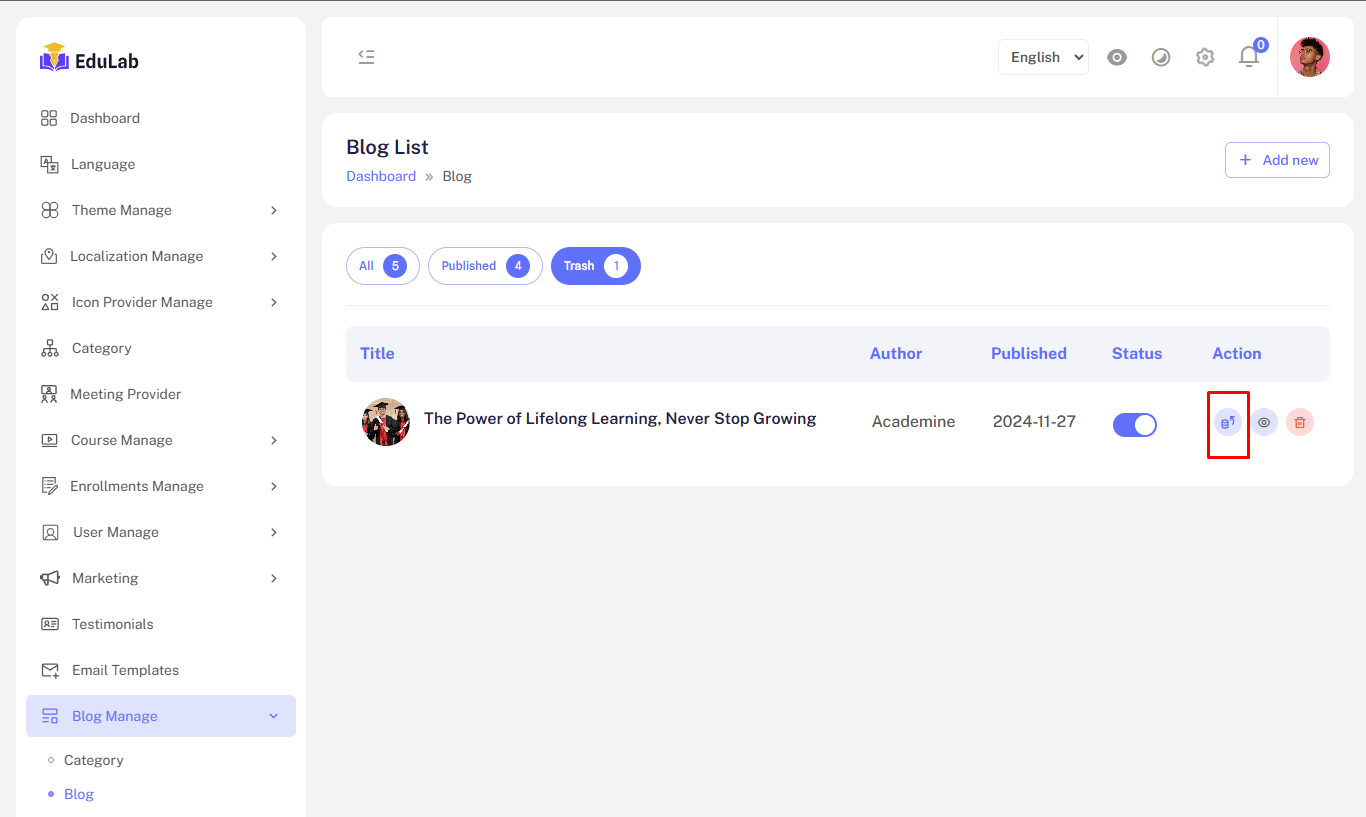 EduLab
Dashboard
Language
Theme Manage
Localization Manage
Icon Provider Manage
Category
Meeting Provider
Course Manage
Enrollments Manage
User Manage
Marketing
Testimonials
Email Templates
Blog Manage
Category
Blog
English
0
Blog List
Dashboard » Blog
+ Add new
All 5 Published 4 Trash 1
Title Author Published Status Action
The Power of Lifelong Learning, Never Stop Growing Academine 2024-11-27